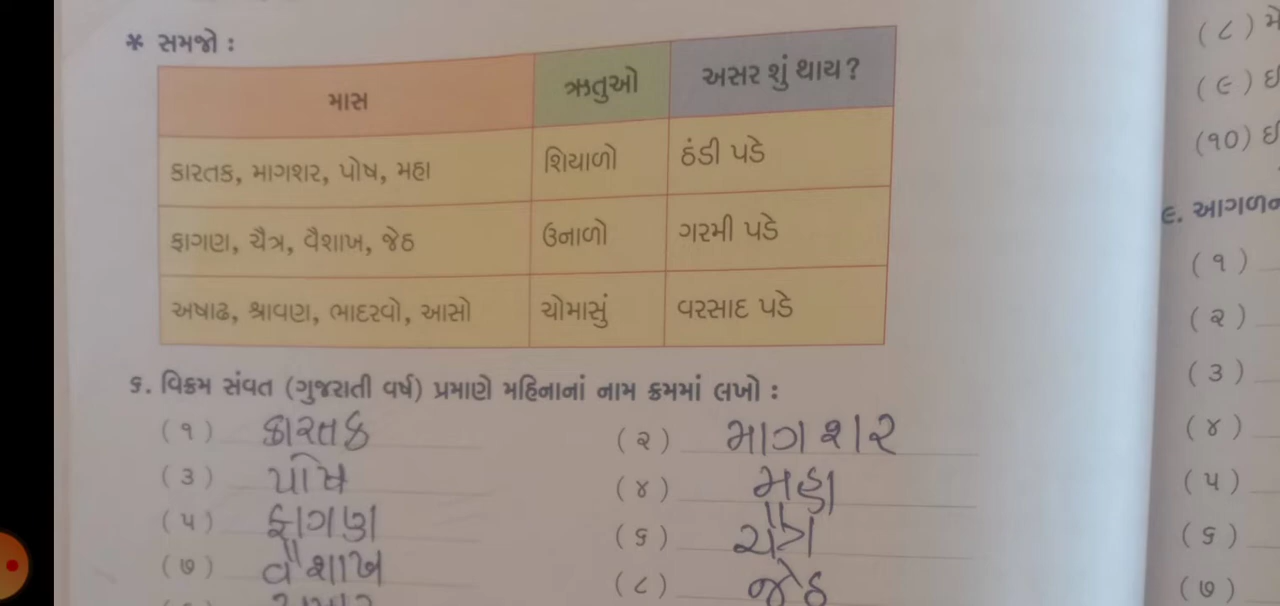 * સમજો :
માસ ઋતુઓ અસર શું થાય?
કારતક, માગશર, પોષ, મહા શિયાળો ઠંડી પડે
ફાગણ, ચૈત્ર, વૈશાખ, જેઠ ઉનાળો ગરમી પડે
અષાઢ, શ્રાવણ, ભાદરવો, આસો ચોમાસું વરસાદ પડે
૬. વિક્રમ સંવત (ગુજરાતી વર્ષ) પ્રમાણે મહિનાનાં નામ ક્રમમાં લખો :
(૧) કારતક (૨) માગશર
(૩) પોષ (૪) મહા
(૫) ફાગણ (૬) ચૈત્ર
(૭) વૈશાખ (૮) જેઠ
(૮)
(૯)
(૧૦)
૯. આગળ
(૧)
(૨)
(૩)
(૪)
(૫)
(૬)
(૭)